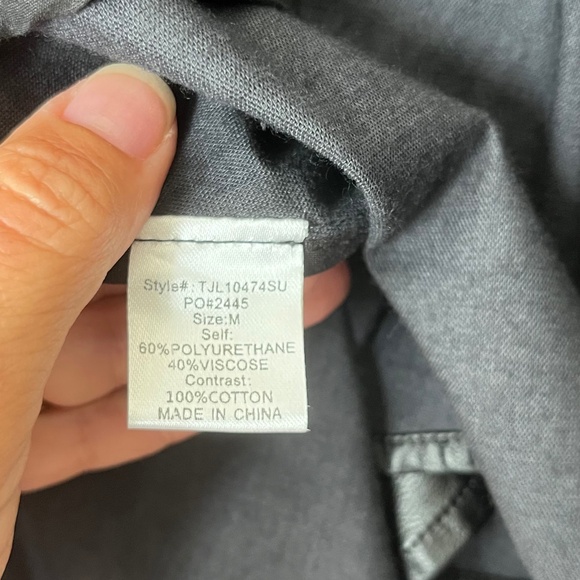 Style#: TJL10474SU
PO#2445
Size:M
Self:
60%POLYURETHANE
40%VISCOSE
Contrast:
100%COTTON
MADE IN CHINA